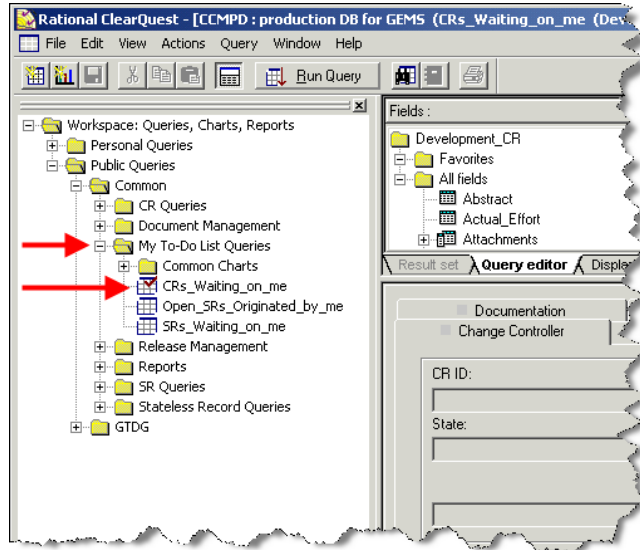 Rational ClearQuest - [CCMPD : production DB for GEMS (CRs_Waiting_on_me (Dev
File Edit View Actions Query Window Help
Run Query
Workspace: Queries, Charts, Reports
Personal Queries
Public Queries
Common
CR Queries
Document Management
My To-Do List Queries
Common Charts
CRs_Waiting_on_me
Open_SRs_Originated_by_me
SRs_Waiting_on_me
Release Management
Reports
SR Queries
Stateless Record Queries
GTDG
Fields :
Development_CR
Favorites
All fields
Abstract
Actual_Effort
Attachments
Result set Query editor Display
Documentation
Change Controller
CR ID:
State: